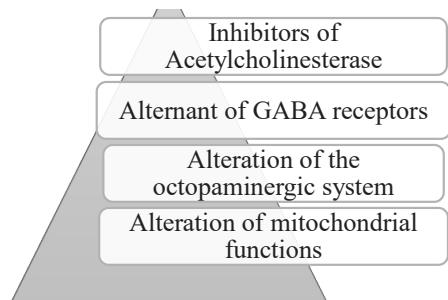 Inhibitors of
Acetylcholinesterase
Alternant of GABA receptors
Alteration of the
octopaminergic system
Alteration of mitochondrial
functions